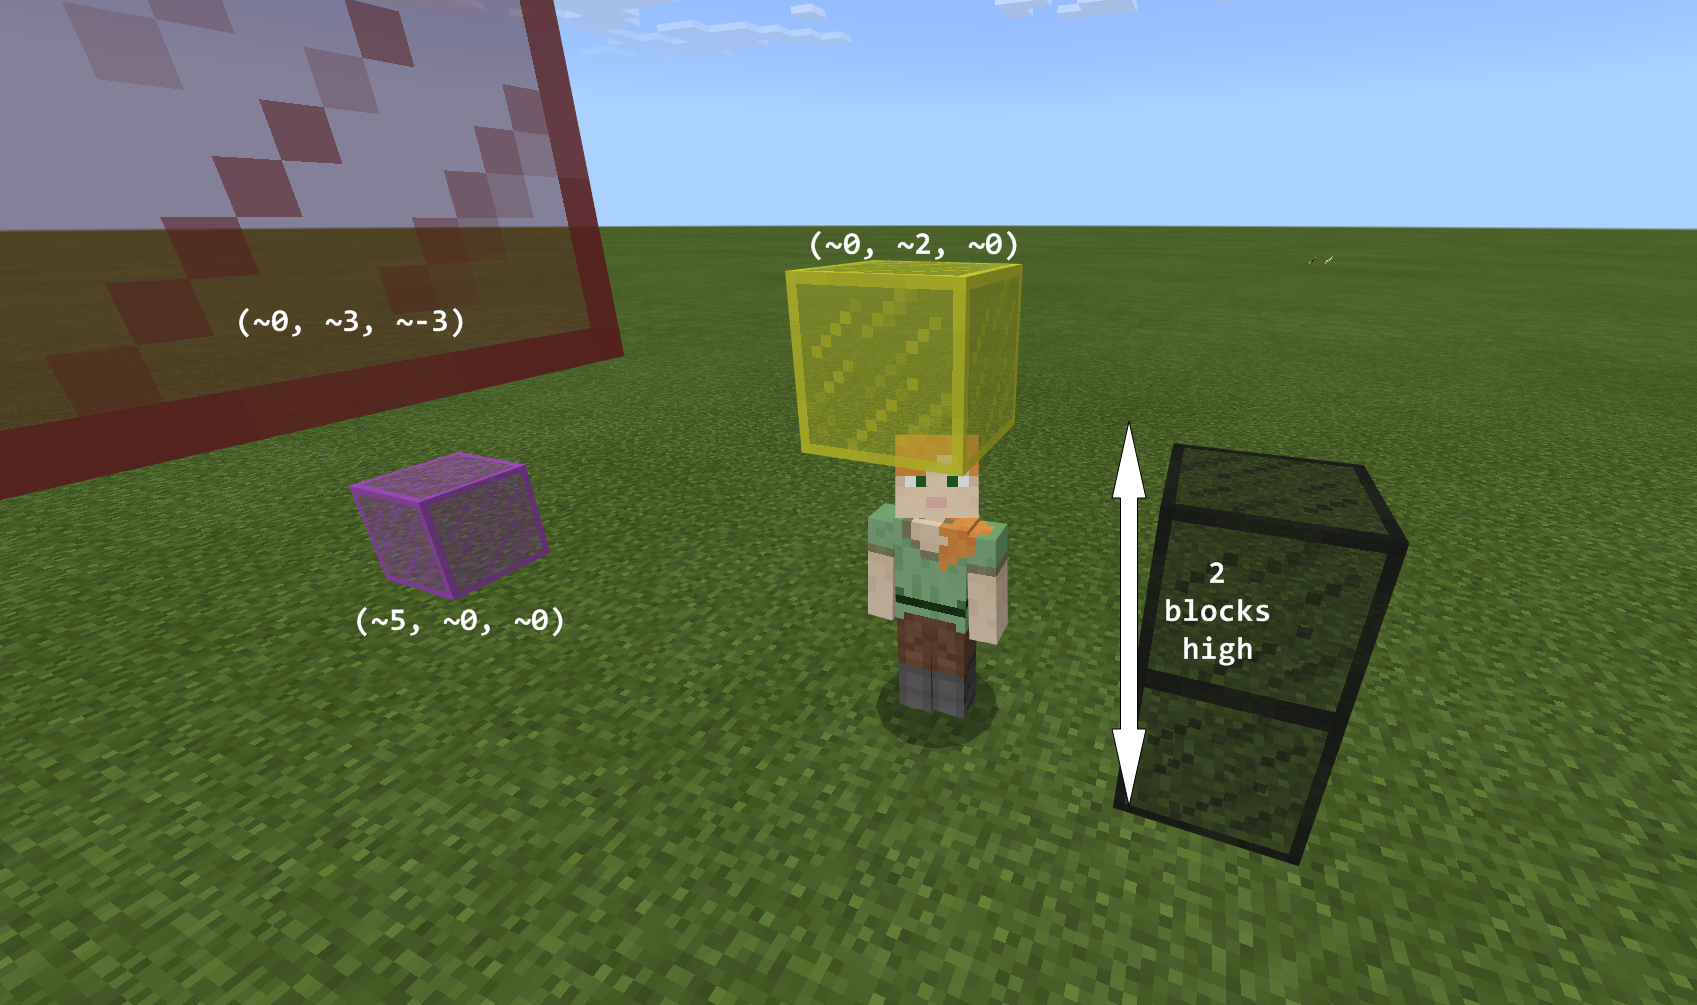 (~0, ~2, ~0)
(~0, ~3, ~-3)
2
blocks
high
(~5, ~0, ~0)